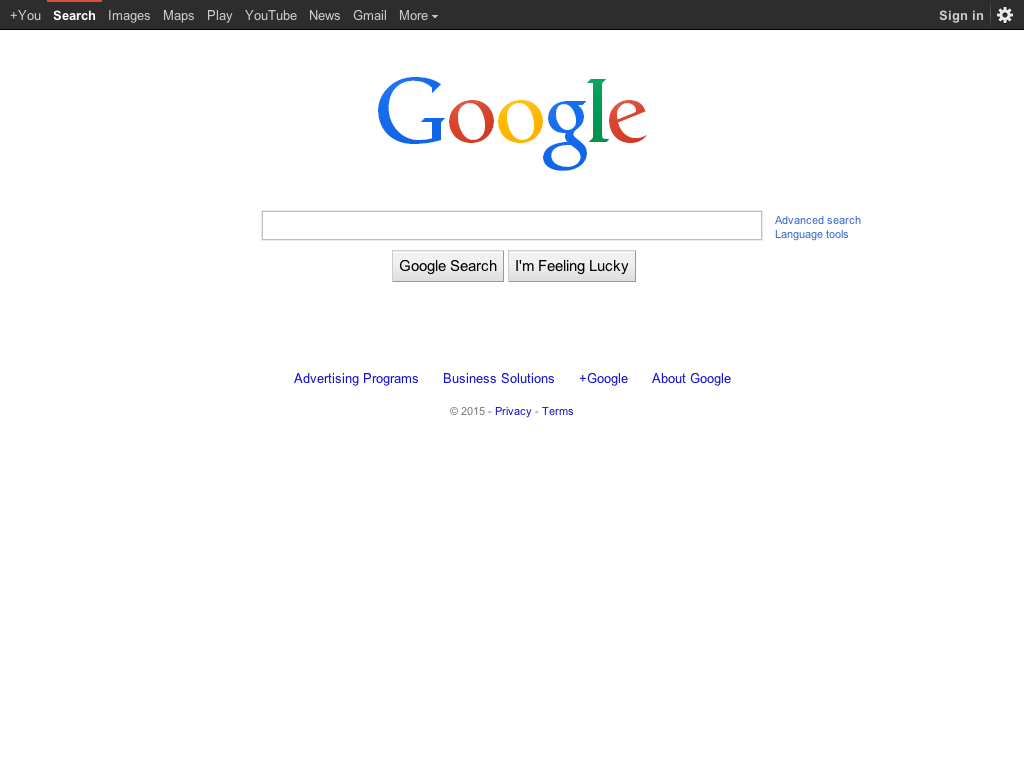 +You Search Images Maps Play YouTube News Gmail More Sign in
Google
Advanced search
Language tools
Google Search I'm Feeling Lucky
Advertising Programs Business Solutions +Google About Google
© 2015 - Privacy - Terms